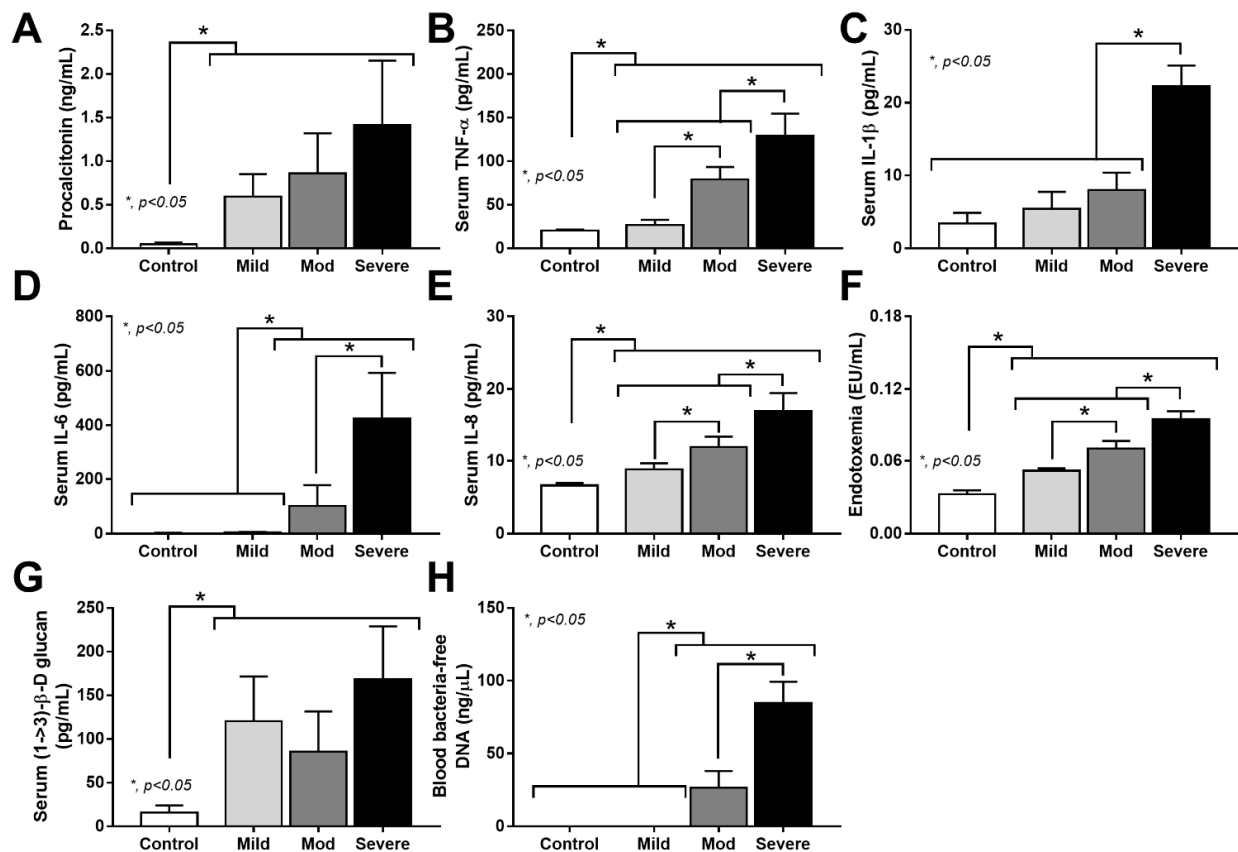 A
Procalcitonin (ng/mL)
2.5
2.0
1.5
1.0
0.5
0.0
*
*, p<0.05
Control Mild Mod Severe
B
Serum TNF-α (pg/mL)
250
200
150
100
50
0
*
*
*
*, p<0.05
Control Mild Mod Severe
C
Serum IL-1β (pg/mL)
30
20
10
0
*
*, p<0.05
Control Mild Mod Severe
D
Serum IL-6 (pg/mL)
800
600
400
200
0
*, p<0.05
*
*
Control Mild Mod Severe
E
Serum IL-8 (pg/mL)
30
20
10
0
*
*
*
*, p<0.05
Control Mild Mod Severe
F
Endotoxemia (EU/mL)
0.18
0.12
0.06
0.00
*
*
*
*, p<0.05
Control Mild Mod Severe
G
Serum (1->3)-β-D glucan
(pg/mL)
250
200
150
100
50
0
*
*, p<0.05
Control Mild Mod Severe
H
Blood bacteria-free
DNA (ng/μL)
150
100
50
0
*, p<0.05
*
*
Control Mild Mod Severe